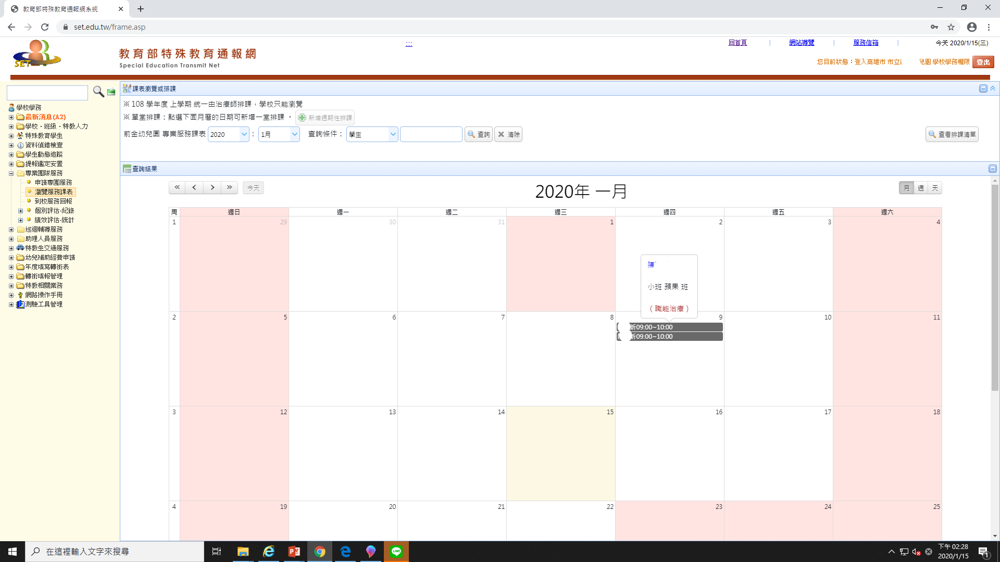 教育部特殊教育通報網系統
set.edu.tw/frame.asp
SET
教育部特殊教育通報網
Special Education Transmit Net
:::
回首頁 | 網站導覽 | 服務信箱 | 今天 2020/1/15(三)
您目前狀態：登入高雄市 市立 兒園 學校學務權限 登出
學校學務
最新消息(A2)
學校・班級・特教人力
特殊教育學生
資料偵錯檢查
學生動態追蹤
提報鑑定安置
專業團隊服務
申請專團服務
瀏覽服務課表
到校服務回報
個別評估-紀錄
績效評估-統計
巡迴輔導服務
助理人員服務
特教生交通服務
幼兒補助經費申請
年度填寫轉銜表
轉銜填報管理
特教相關業務
網路操作手冊
測驗工具管理
課表瀏覽或排課
※ 108 學年度 上學期 統一由治療師排課，學校只能瀏覽
※ 單堂排課：點選下面月曆的日期可新增一堂排課 。 新增週期性排課
前金幼兒園 專業服務課表 2020 : 1月 查詢條件： 學生 查詢 清除 查看排課清單
查詢結果
« ‹ › » 今天 2020年 一月 月 週 天
周 週日 週一 週二 週三 週四 週五 週六
1 29 30 31 1 2 3 4
陳
小班 蘋果 班
（職能治療）
2 5 6 7 8 9 10 11
09:00~10:00
09:00~10:00
3 12 13 14 15 16 17 18
4 19 20 21 22 23 24 25
在這裡輸入文字來搜尋
LINE
下午 02:28
2020/1/15
1